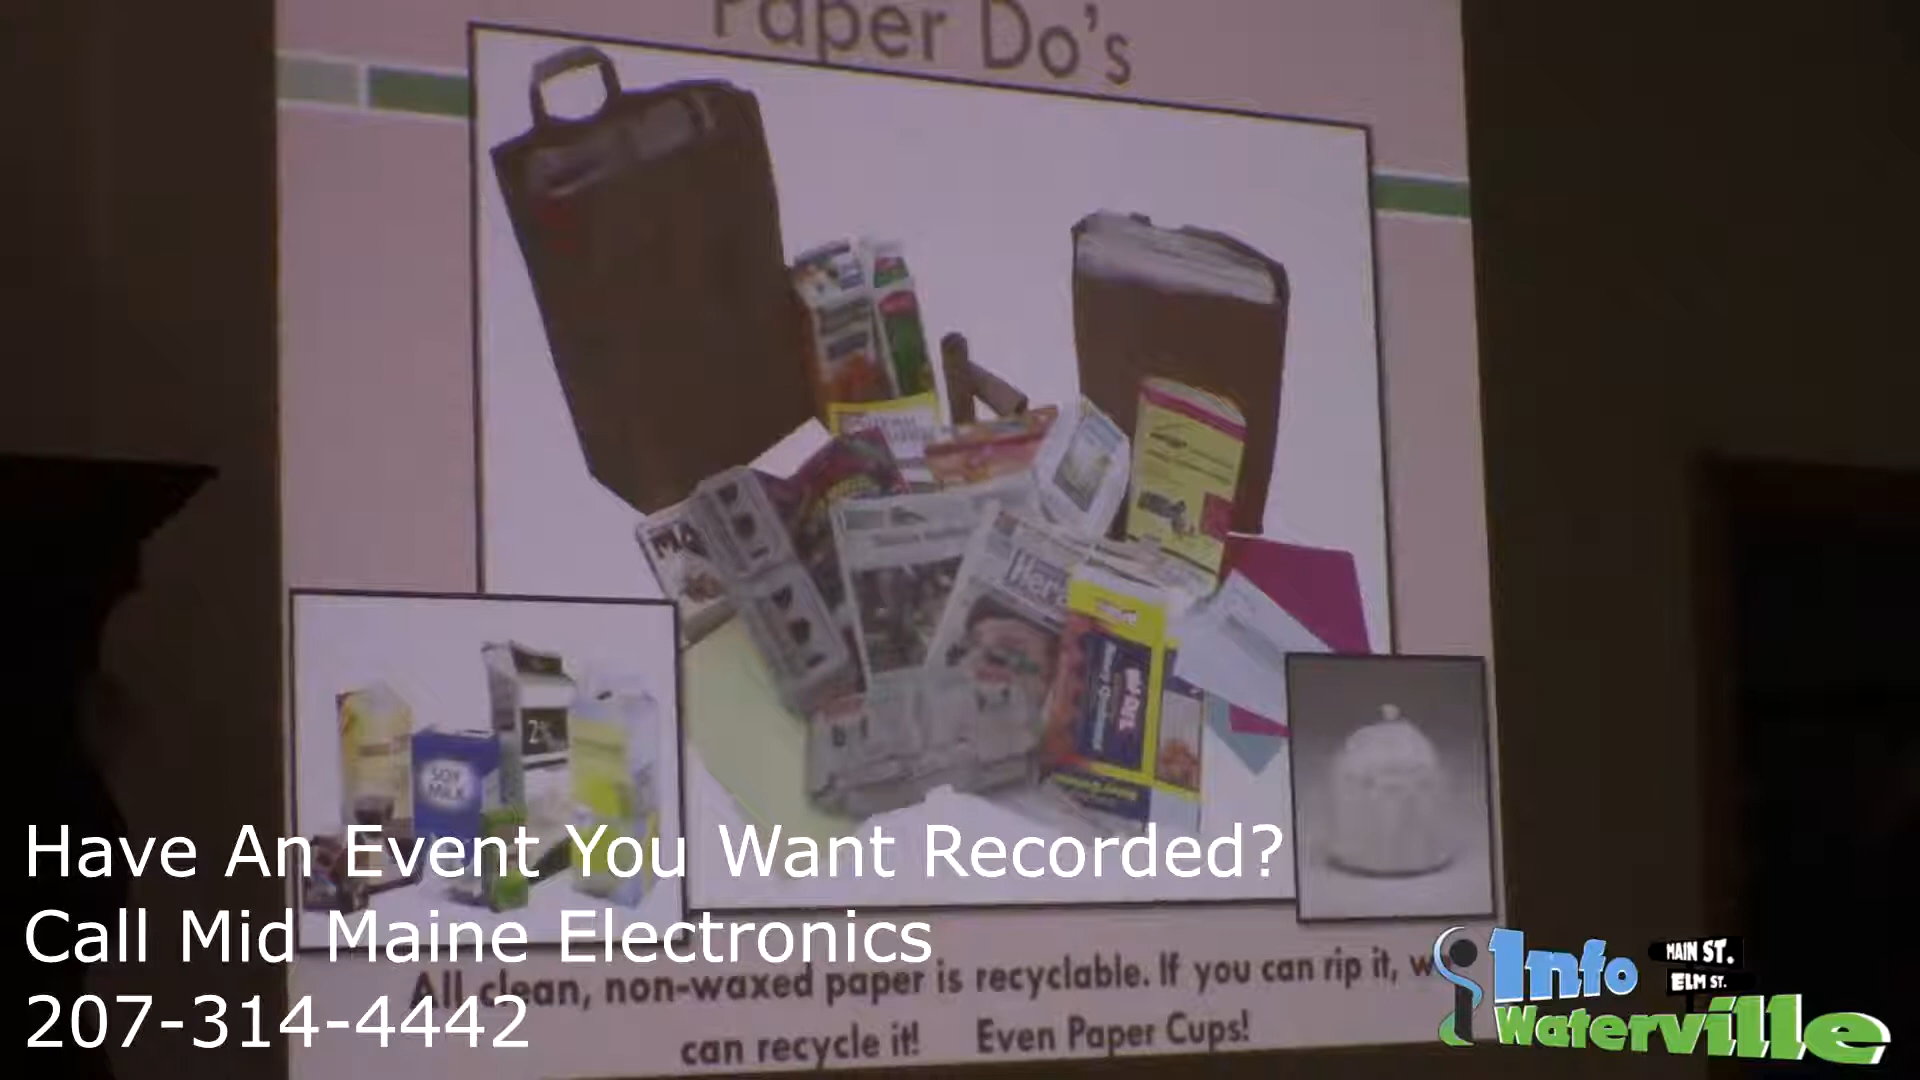 Paper Do's
SOY
MILK
2%
Her
Have An Event You Want Recorded?
Call Mid Maine Electronics
207-314-4442
All clean, non-waxed paper is recyclable. If you can rip it,
can recycle it! Even Paper Cups!
Info
Waterville
MAIN ST.
ELM ST.